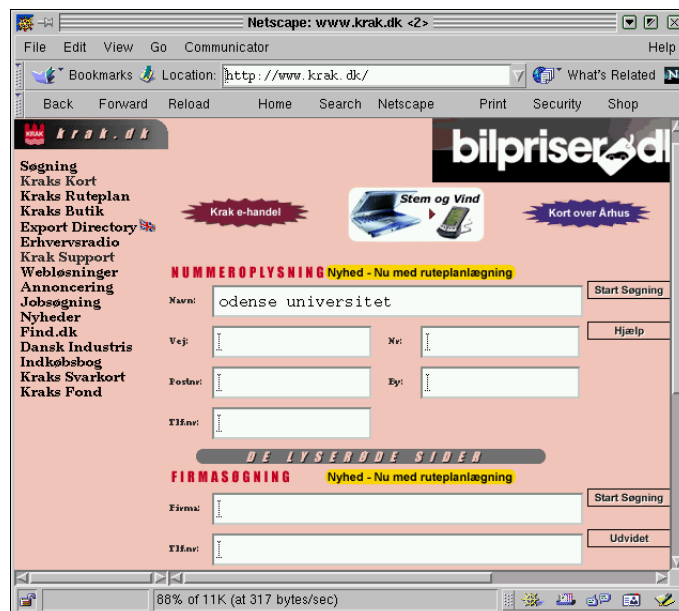 Netscape: www.krak.dk <2>
File Edit View Go Communicator Help
Bookmarks Location: http://www.krak.dk/ What's Related N
Back Forward Reload Home Search Netscape Print Security Shop
KRAK krak.dk
bilpriser.dl
Søgning
Kraks Kort
Kraks Ruteplan
Kraks Butik
Export Directory
Erhvervsradio
Krak Support
Webløsninger
Annoncering
Jobsøgning
Nyheder
Find.dk
Dansk Industris
Indkøbsbog
Kraks Svarkort
Kraks Fond
Krak e-handel
Stem og Vind
Kort over Århus
NUMMEROPLYSNING Nyhed - Nu med ruteplanlægning
Navn: odense universitet Start Søgning
Vej: Nr: Hjælp
Postnr: By:
Tlf.nr:
DE LYSERØDE SIDER
FIRMASØGNING Nyhed - Nu med ruteplanlægning
Firma: Start Søgning
Tlf.nr: Udvidet
88% of 11K (at 317 bytes/sec)